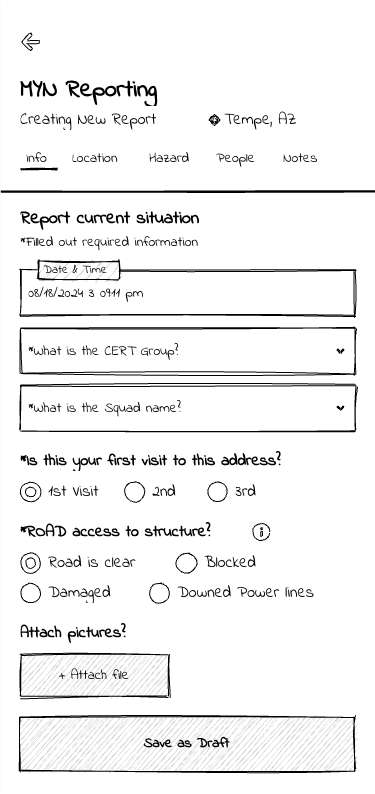 MYN Reporting
Creating New Report
Tempe, AZ
Info Location Hazard People Notes
Report current situation
*Filled out required information
Date & Time
08/18/2024 3 0911 pm
*What is the CERT Group?
*What is the Squad name?
*Is this your first visit to this address?
1st Visit 2nd 3rd
*ROAD access to structure?
Road is clear Blocked
Damaged Downed Power lines
Attach pictures?
+ Attach file
Save as Draft